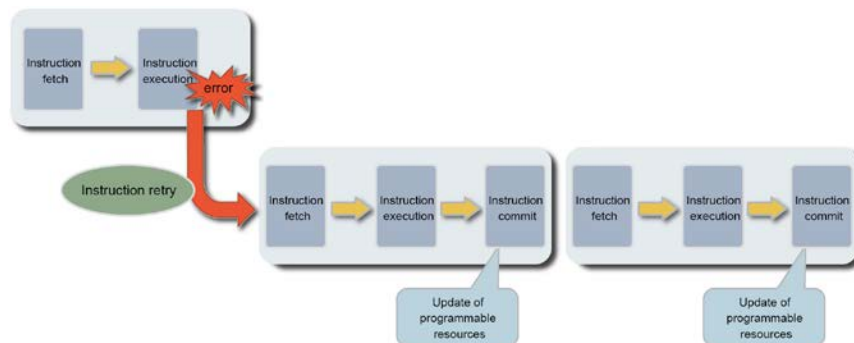 Instruction
fetch
Instruction
execution
error
Instruction retry
Instruction
fetch
Instruction
execution
Instruction
commit
Update of
programmable
resources
Instruction
fetch
Instruction
execution
Instruction
commit
Update of
programmable
resources